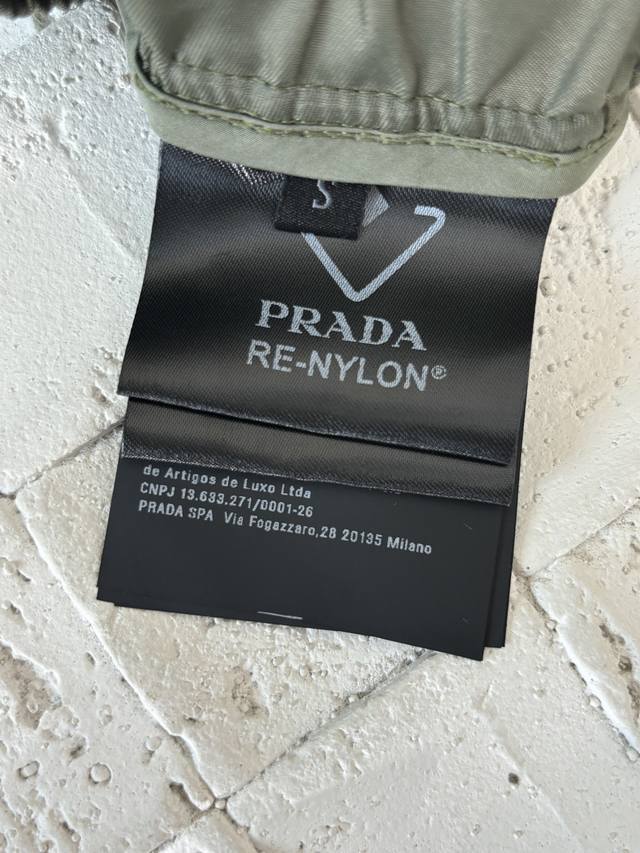 S
PRADA
RE-NYLON®
de Artigos de Luxo Ltda
CNPJ 13.633.271/0001-26
PRADA SPA Via Fogazzaro,28 20135 Milano